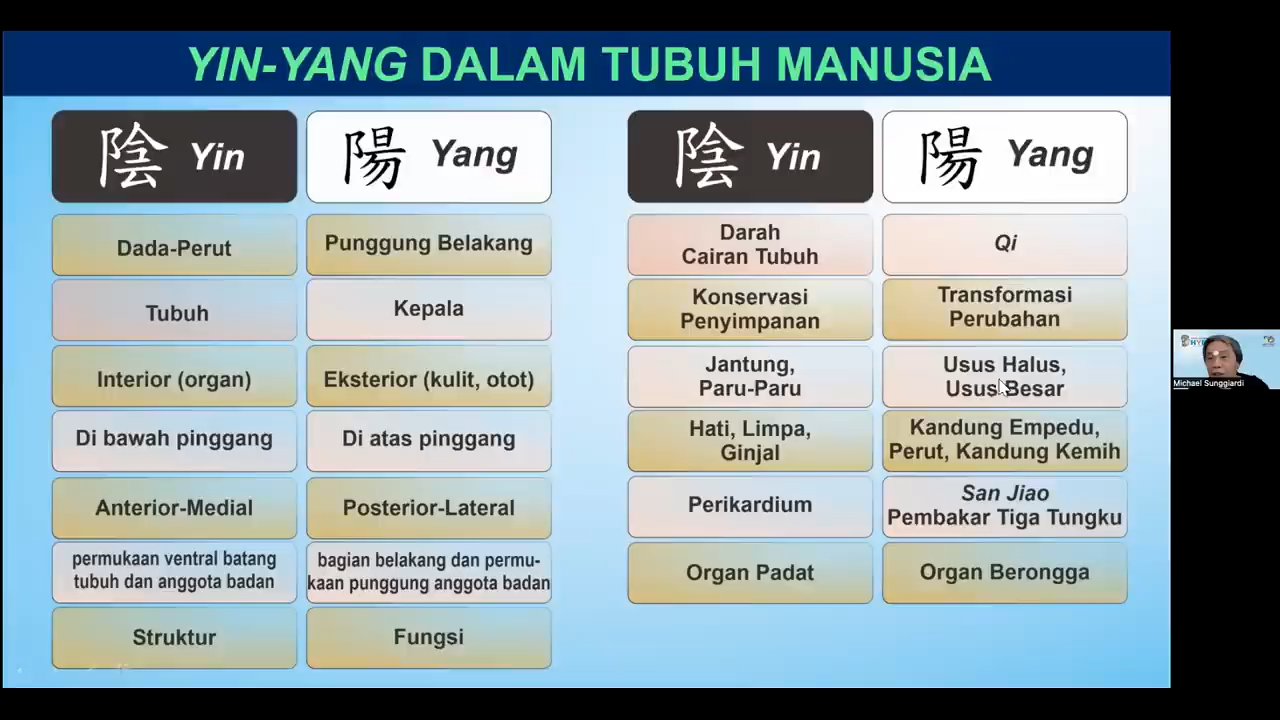 YIN-YANG DALAM TUBUH MANUSIA
陰 Yin
陽 Yang
Dada-Perut
Punggung Belakang
Tubuh
Kepala
Interior (organ)
Eksterior (kulit, otot)
Di bawah pinggang
Di atas pinggang
Anterior-Medial
Posterior-Lateral
permukaan ventral batang
tubuh dan anggota badan
bagian belakang dan permu-
kaan punggung anggota badan
Struktur
Fungsi
陰 Yin
陽 Yang
Darah
Cairan Tubuh
Qi
Konservasi
Penyimpanan
Transformasi
Perubahan
Jantung,
Paru-Paru
Usus Halus,
Usus Besar
Hati, Limpa,
Ginjal
Kandung Empedu,
Perut, Kandung Kemih
Perikardium
San Jiao
Pembakar Tiga Tungku
Organ Padat
Organ Berongga
Michael Sunggiardi